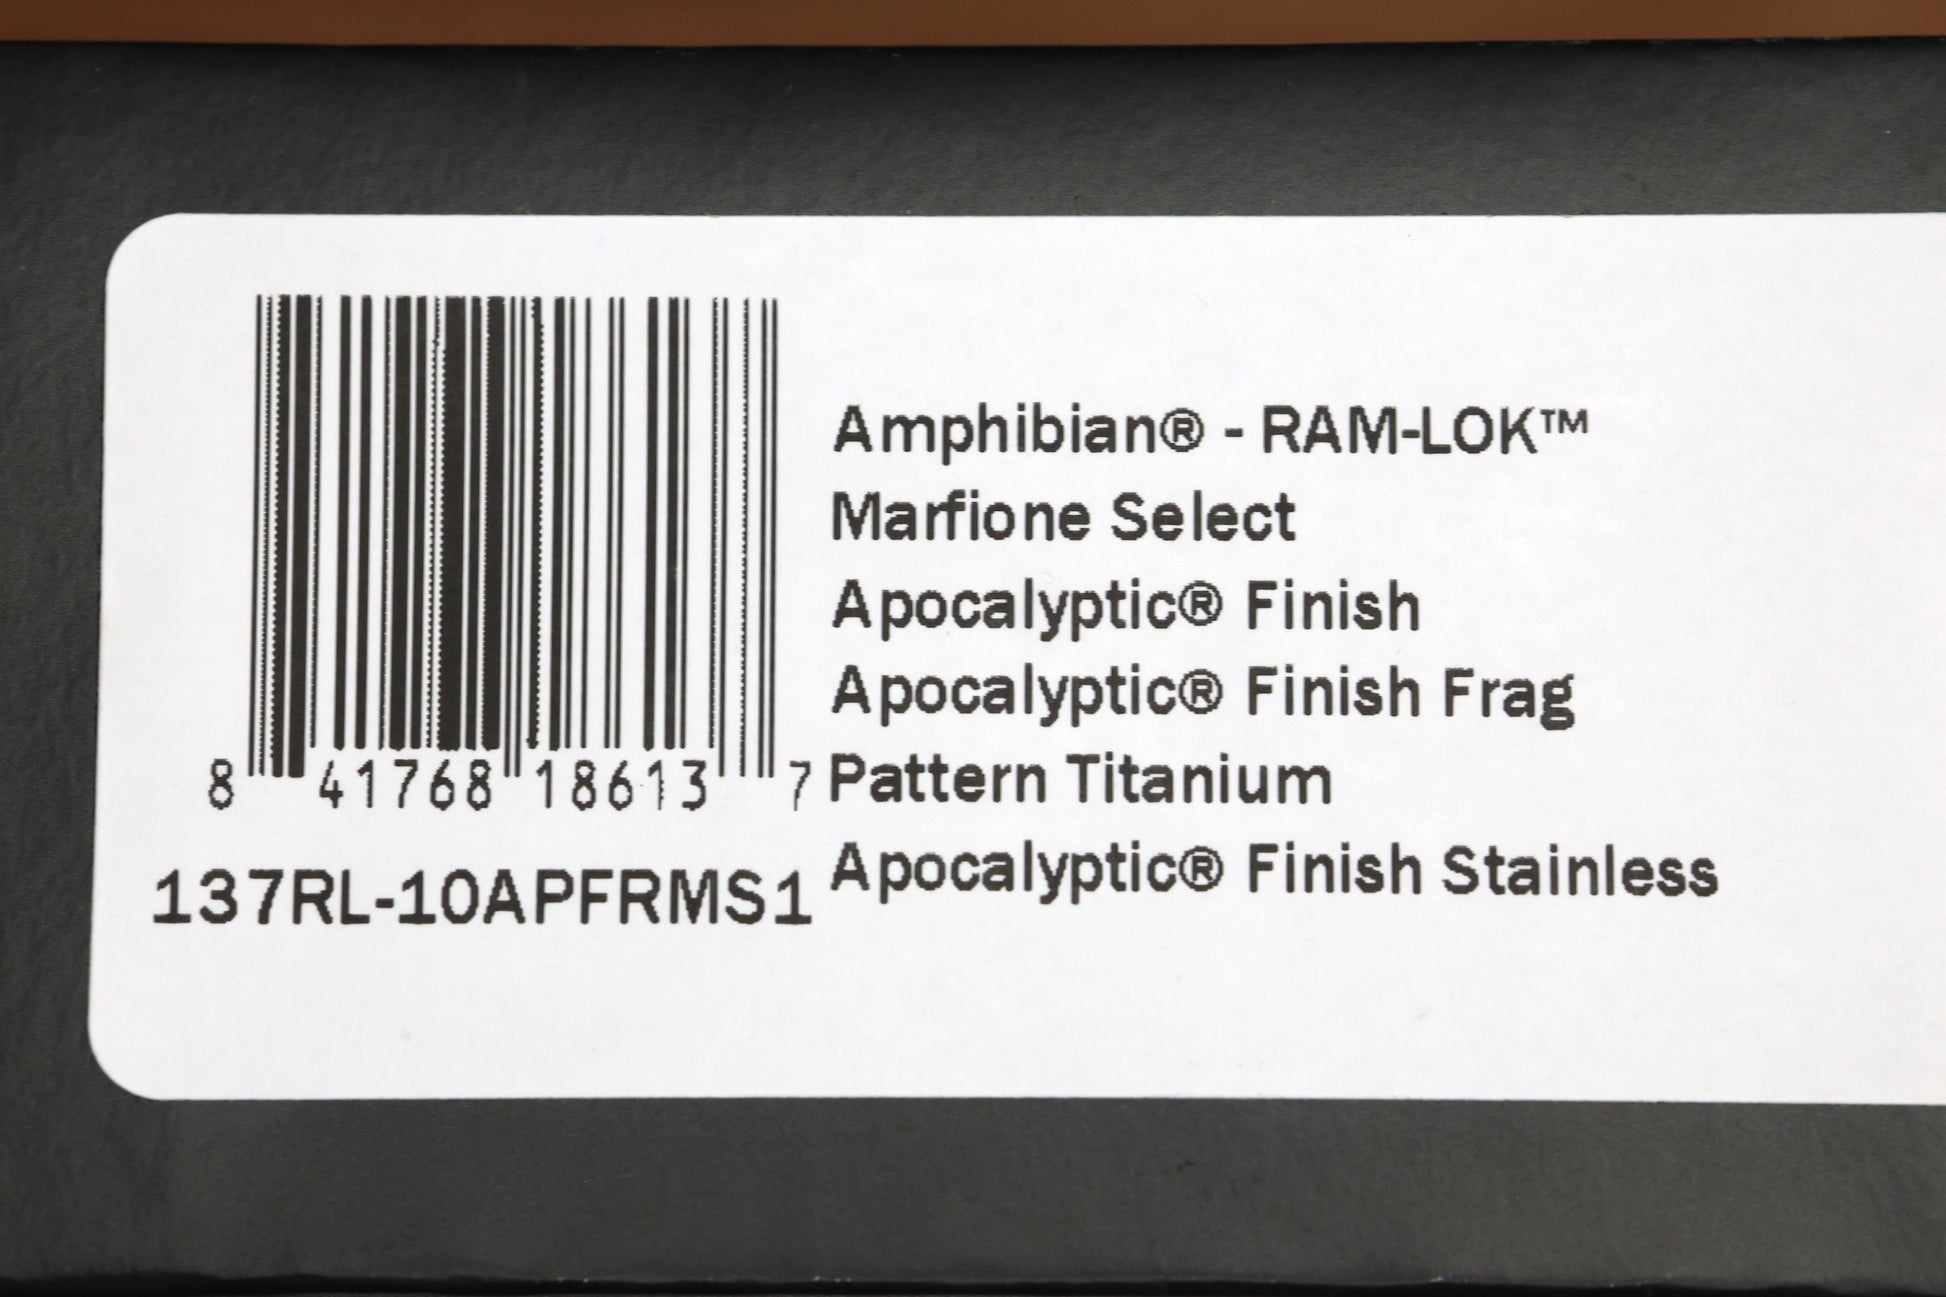 8 41768 18613 7
137RL-10APFRMS1
Amphibian® - RAM-LOK™
Marfione Select
Apocalyptic® Finish
Apocalyptic® Finish Frag
Pattern Titanium
Apocalyptic® Finish Stainless